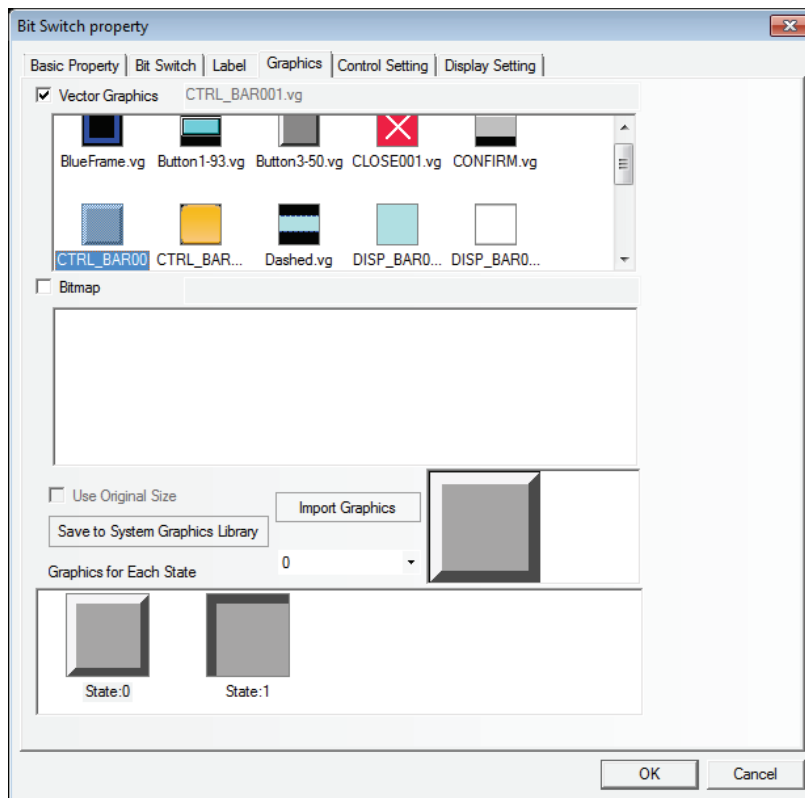 Bit Switch property
Basic Property Bit Switch Label Graphics Control Setting Display Setting
Vector Graphics CTRL_BAR001.vg
BlueFrame.vg Button1-93.vg Button3-50.vg CLOSE001.vg CONFIRM.vg
CTRL_BAR00 CTRL_BAR... Dashed.vg DISP_BAR0... DISP_BAR0...
Bitmap
Use Original Size
Import Graphics
Save to System Graphics Library
0
Graphics for Each State
State:0 State:1
OK Cancel